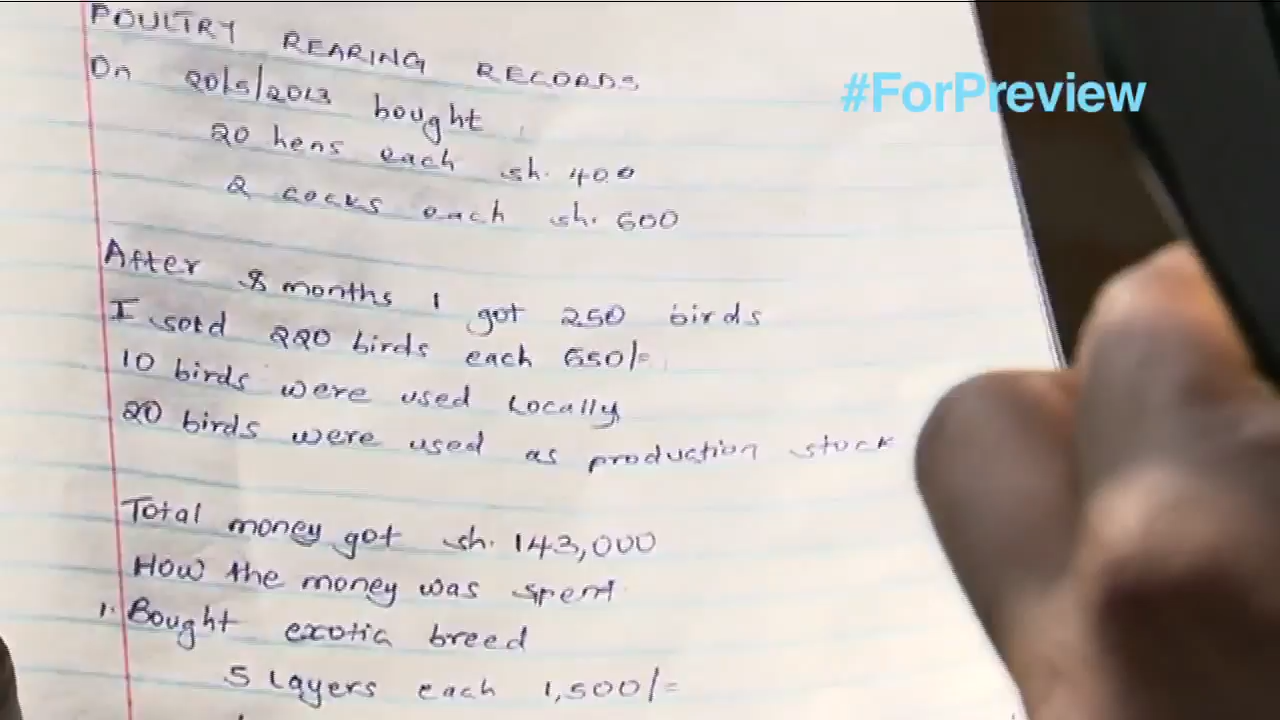 POULTRY REARING RECORDS
#ForPreview
On 20/5/2013 bought
20 hens each sh. 400
2 cocks each sh. 600
After 8 months I got 250 birds
I sold 220 birds each 650/=
10 birds were used locally
20 birds were used as production stock
Total money got sh. 143,000
How the money was spent
1. Bought exotic breed
5 layers each 1,500/=